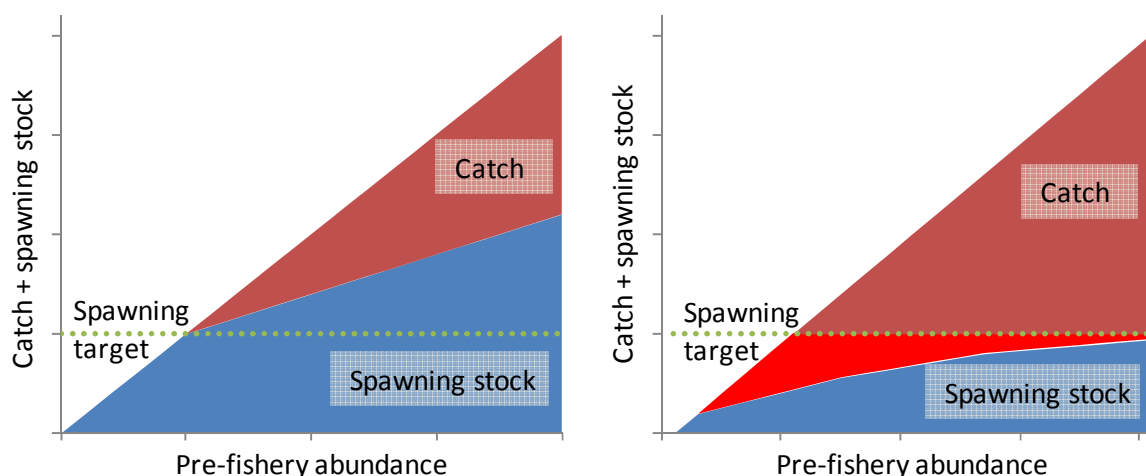 Catch + spawning stock
Catch
Spawning
target
Spawning stock
Pre-fishery abundance
Catch + spawning stock
Catch
Spawning
target
Spawning stock
Pre-fishery abundance